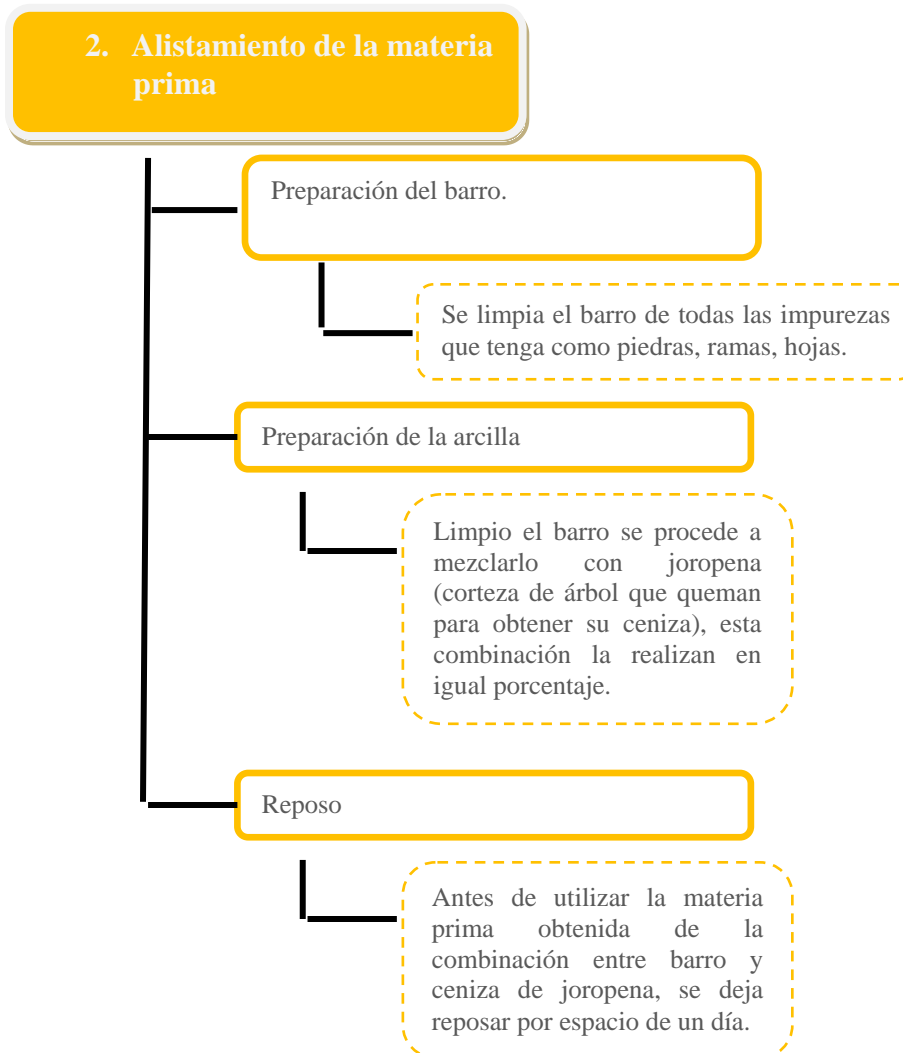 2. Alistamiento de la materia
prima
Preparación del barro.
Se limpia el barro de todas las impurezas
que tenga como piedras, ramas, hojas.
Preparación de la arcilla
Limpio el barro se procede a
mezclarlo con joropena
(corteza de árbol que queman
para obtener su ceniza), esta
combinación la realizan en
igual porcentaje.
Reposo
Antes de utilizar la materia
prima obtenida de la
combinación entre barro y
ceniza de joropena, se deja
reposar por espacio de un día.